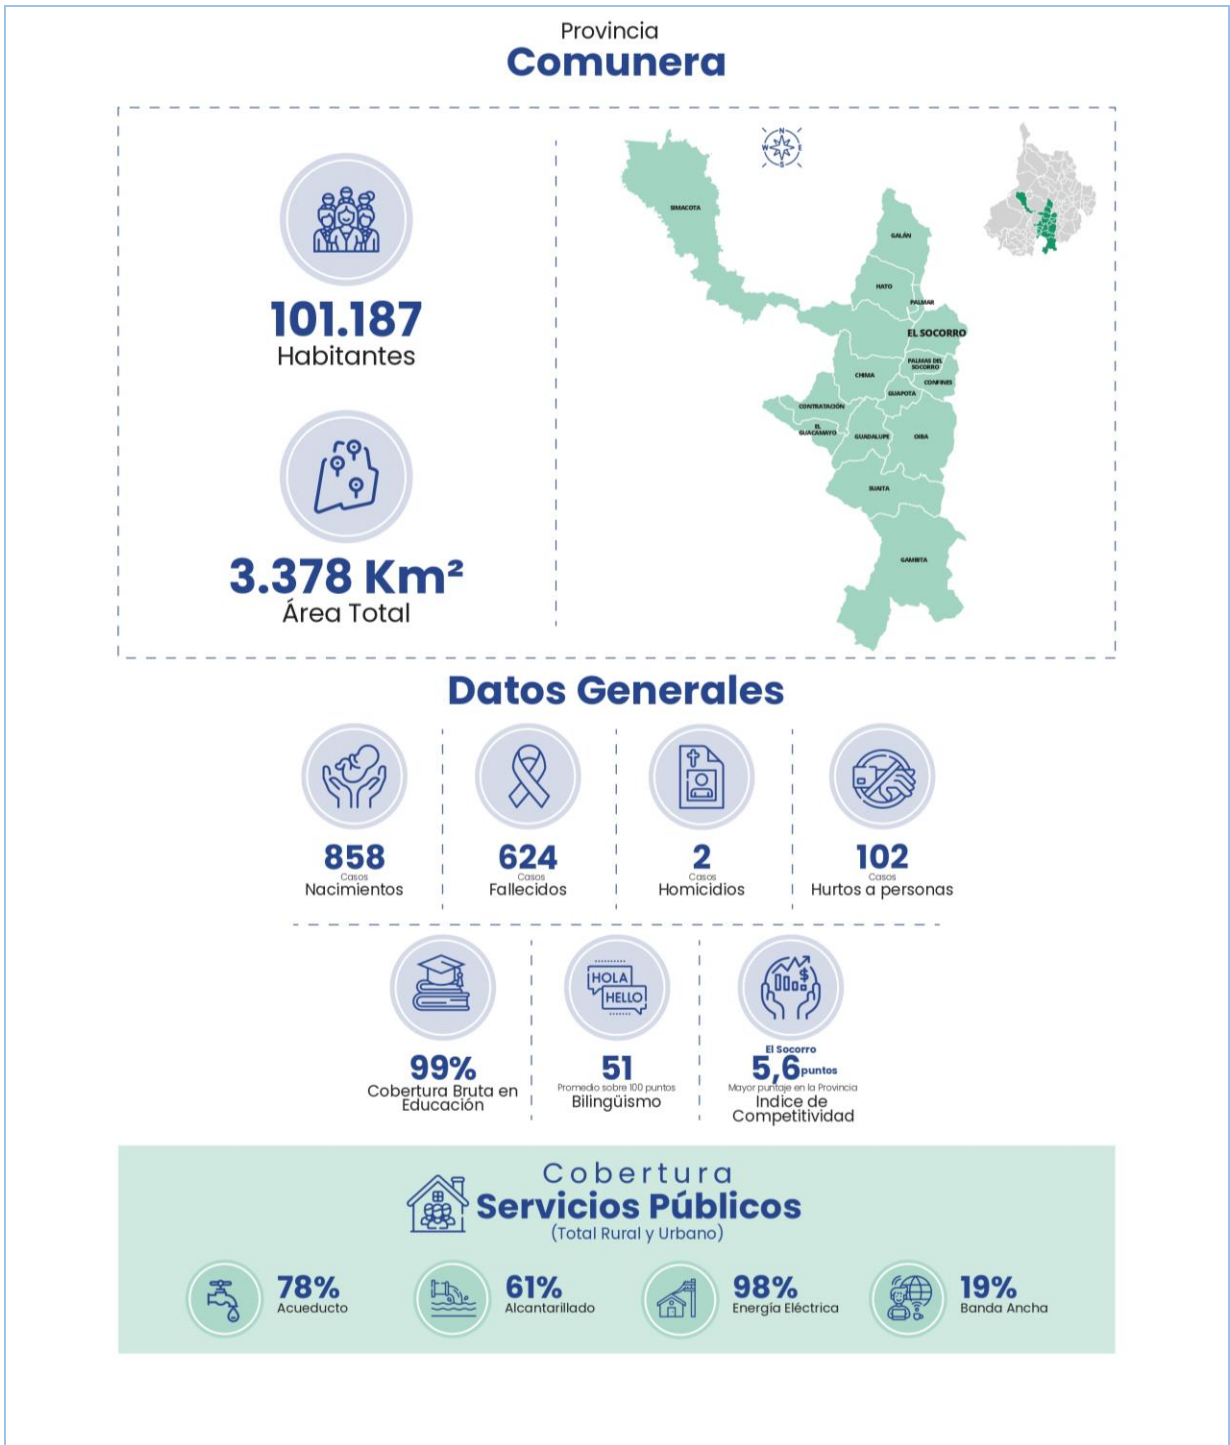 Provincia
Comunera
101.187
Habitantes
3.378 Km²
Área Total
N
W
E
S
SIMACOTA
GALÁN
HATO
PALMAR
EL SOCORRO
PALMAS DEL
SOCORRO
CHIMA
CONFINES
GUAPOTA
CONTRATACIÓN
EL
GUACAMAYO
GUADALUPE
OIBA
SUAITA
GAMBITA
Datos Generales
858
Casos
Nacimientos
624
Casos
Fallecidos
2
Casos
Homicidios
102
Casos
Hurtos a personas
HOLA
HELLO
$
99%
Cobertura Bruta en
Educación
51
Promedio sobre 100 puntos
Bilingüismo
El Socorro
5,6 puntos
Mayor puntaje en la Provincia
Indice de
Competitividad
Cobertura
Servicios Públicos
(Total Rural y Urbano)
78%
Acueducto
61%
Alcantarillado
98%
Energía Eléctrica
19%
Banda Ancha